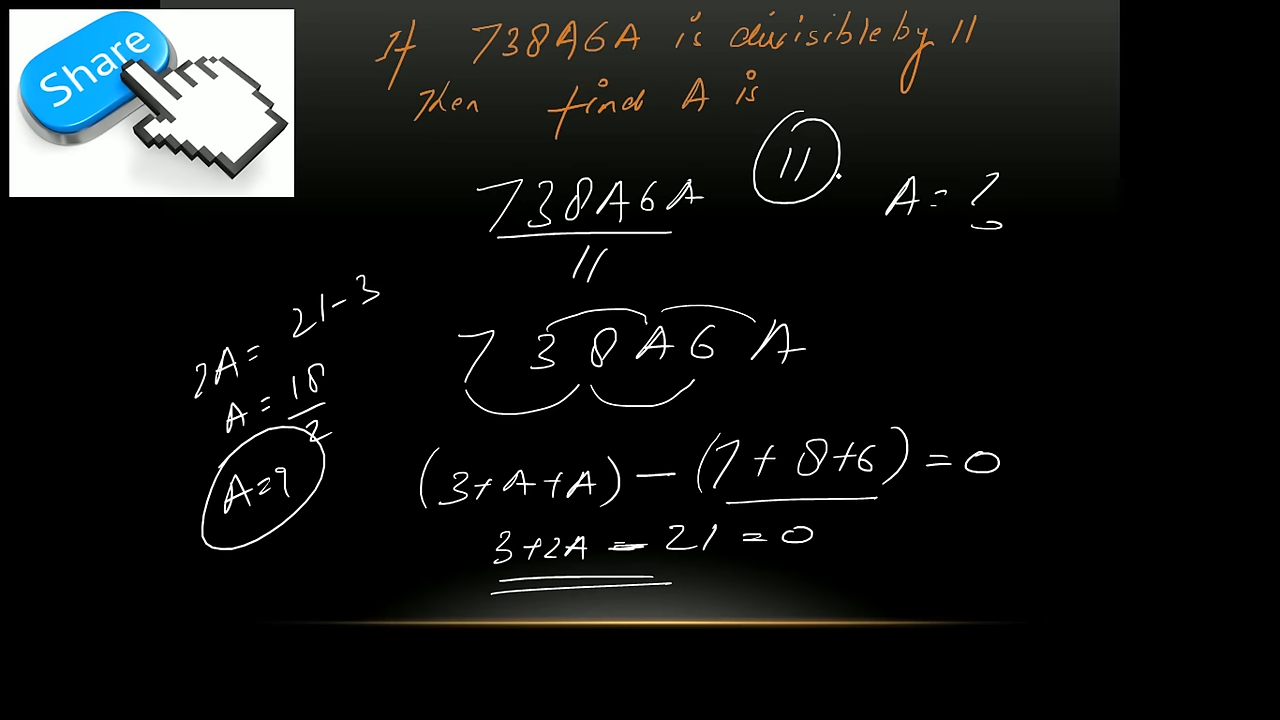 Share
If 738A6A is divisible by 11
Then find A is
738A6A
11
11.
A = ?
7 3 8 A 6 A
(3+A+A) — (7+8+6) = 0
3+2A — 21 = 0
2A = 21-3
A = 18
2
A=9